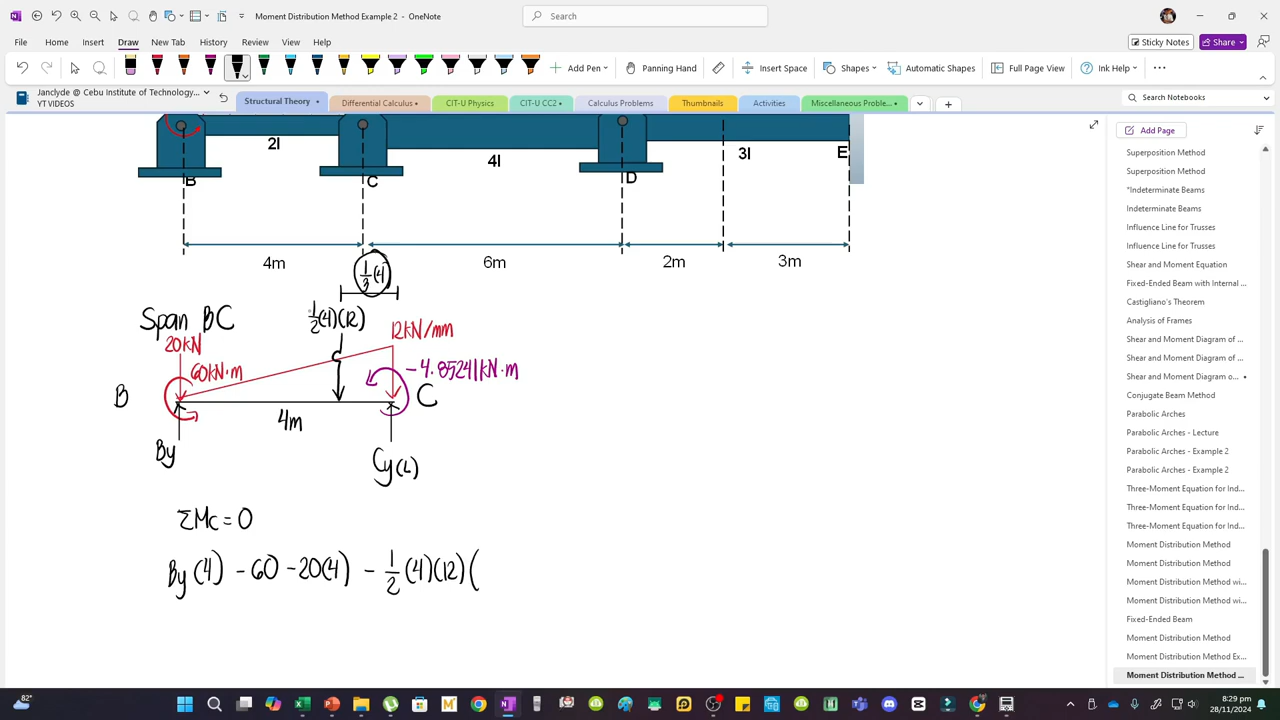 Moment Distribution Method Example 2 - OneNote
Search
File Home Insert Draw New Tab History Review View Help
Sticky Notes Share
Add Pen Panning Hand Insert Space Shapes Automatic Shapes Full Page View Ink Help
Janclyde @ Cebu Institute of Technology...
YT VIDEOS
Structural Theory Differential Calculus CIT-U Physics CIT-U CC2 Calculus Problems Thumbnails Activities Miscellaneous Proble...
Search Notebooks
Add Page
Superposition Method
Superposition Method
*Indeterminate Beams
Indeterminate Beams
Influence Line for Trusses
Influence Line for Trusses
Shear and Moment Equation
Fixed-Ended Beam with Internal ...
Castigliano's Theorem
Analysis of Frames
Shear and Moment Diagram of ...
Shear and Moment Diagram of ...
Shear and Moment Diagram o...
Conjugate Beam Method
Parabolic Arches
Parabolic Arches - Lecture
Parabolic Arches - Example 2
Parabolic Arches - Example 2
Three-Moment Equation for Ind...
Three-Moment Equation for Ind...
Three-Moment Equation for Ind...
Moment Distribution Method
Moment Distribution Method
Moment Distribution Method wi...
Moment Distribution Method wi...
Fixed-Ended Beam
Moment Distribution Method
Moment Distribution Method Ex...
Moment Distribution Method ...
2I 4I 3I E
B C D
4m 6m 2m 3m
1/3(4)
Span BC
1/2(4)(12)
20kN
12kN/mm
60kN·m
-4.85241kN·m
B C
4m
By
Cy(L)
ΣMc = 0
By(4) - 60 - 20(4) - 1/2(4)(12)(
82°
8:29 pm
28/11/2024